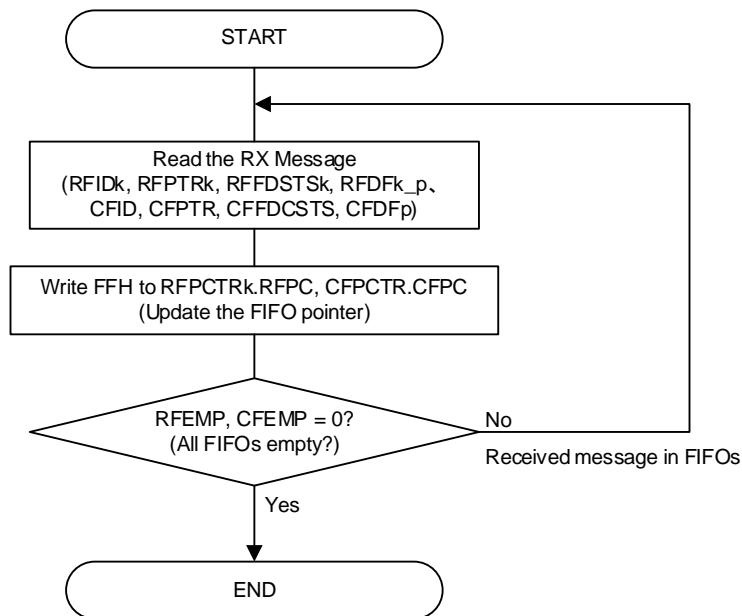 START
Read the RX Message
(RFIDk, RFPTRk, RFFDSTSk, RFDFk_p、
CFID, CFPTR, CFFDCSTS, CFDFp)
Write FFH to RFPCTRk.RFPC, CFPCTR.CFPC
(Update the FIFO pointer)
RFEMP, CFEMP = 0?
(All FIFOs empty?)
No
Received message in FIFOs
Yes
END